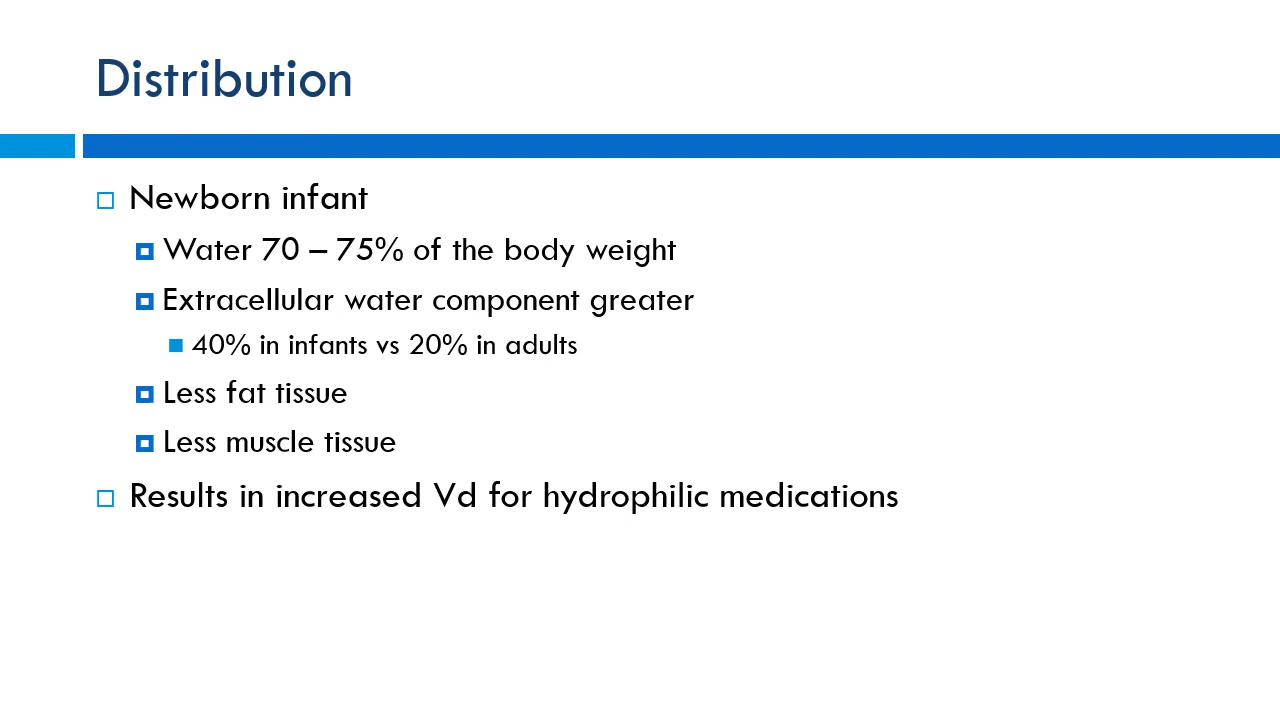 Distribution
Newborn infant
Water 70 – 75% of the body weight
Extracellular water component greater
40% in infants vs 20% in adults
Less fat tissue
Less muscle tissue
Results in increased Vd for hydrophilic medications